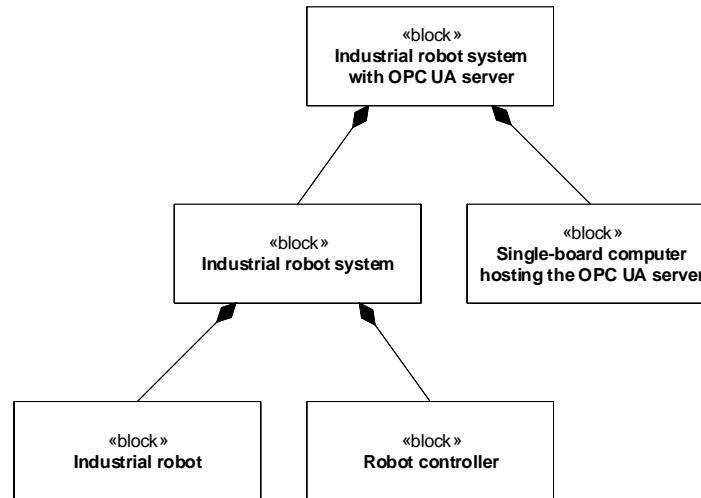 «block»
Industrial robot system
with OPC UA server
«block»
Industrial robot system
«block»
Single-board computer
hosting the OPC UA server
«block»
Industrial robot
«block»
Robot controller